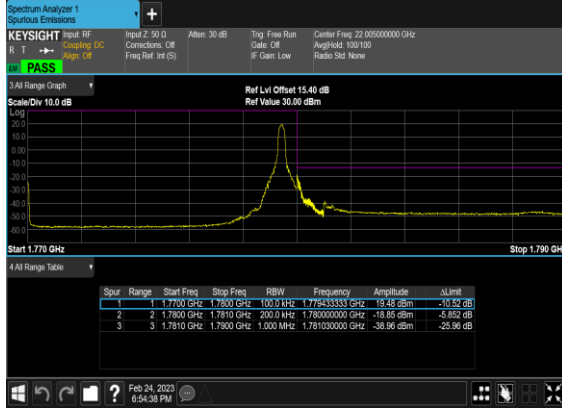 Spectrum Analyzer 1
Spurious Emissions
KEYSIGHT
Input: RF
Coupling: DC
Align: Off
Input Z: 50 Ω
Corrections: Off
Freq Ref: Int (S)
Atten: 30 dB
Trig: Free Run
Gate: Off
IF Gain: Low
Center Freq: 22.005000000 GHz
Avg|Hold: 100/100
Radio Std: None
R T
PASS
3 All Range Graph
Ref Lvl Offset 15.40 dB
Scale/Div 10.0 dB
Ref Value 30.00 dBm
Log
20.0
10.0
0.00
-10.0
-20.0
-30.0
-40.0
-50.0
-60.0
Start 1.770 GHz
Stop 1.790 GH
4 All Range Table
Spur Range Start Freq Stop Freq RBW Frequency Amplitude ΔLimit
1 1 1.7700 GHz 1.7800 GHz 100.0 kHz 1.779433333 GHz 19.48 dBm -10.52 dB
2 2 1.7800 GHz 1.7810 GHz 200.0 kHz 1.780000000 GHz -18.85 dBm -5.852 dB
3 3 1.7810 GHz 1.7900 GHz 1.000 MHz 1.781030000 GHz -38.96 dBm -25.96 dB
Feb 24, 2023
6:54:38 PM